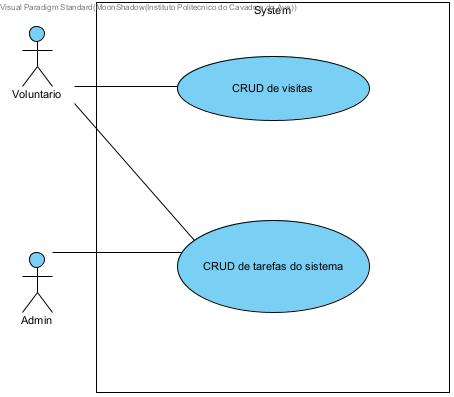 Visual Paradigm Standard(MoonShadow(Instituto Politecnico do Cavado e do Ave))
System
Voluntario
CRUD de visitas
CRUD de tarefas do sistema
Admin